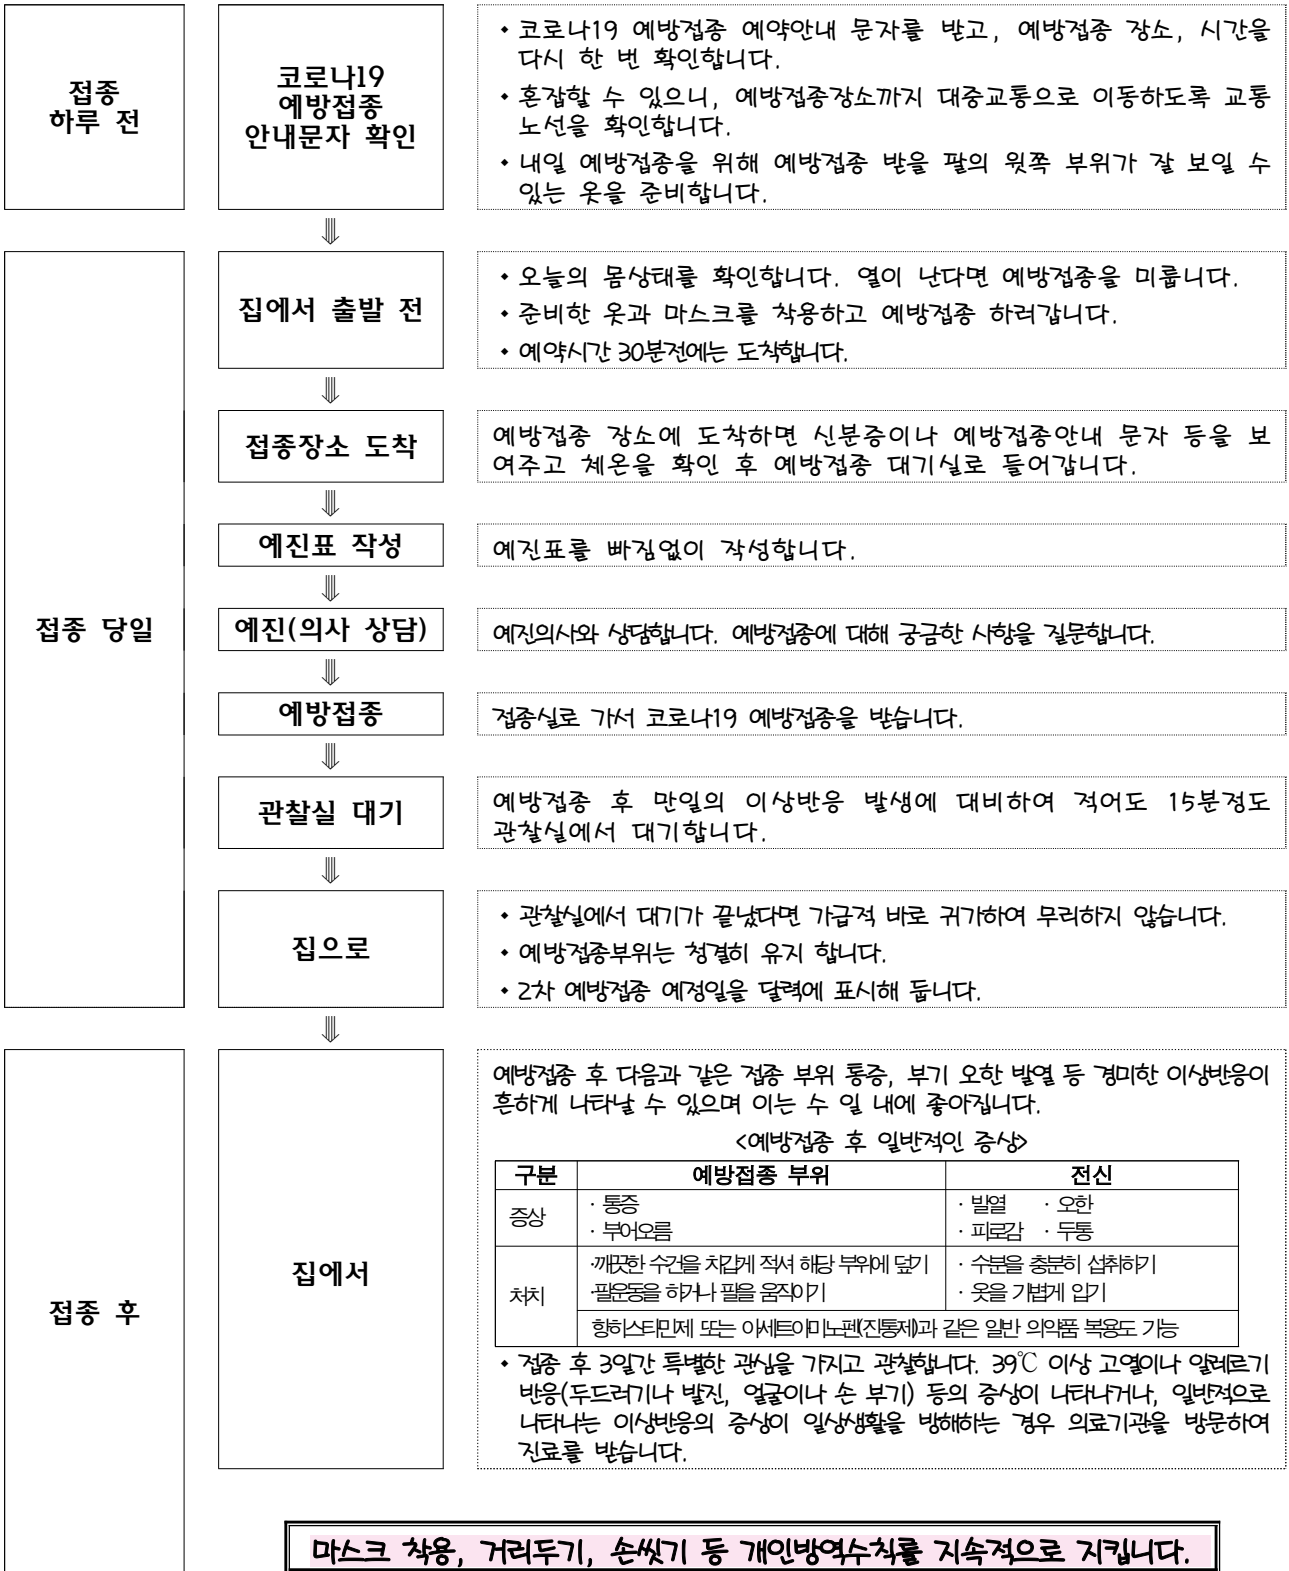 접종
하루 전
코로나19
예방접종
안내문자 확인
• 코로나19 예방접종 예약안내 문자를 받고, 예방접종 장소, 시간을
다시 한 번 확인합니다.
• 혼잡할 수 있으니, 예방접종장소까지 대중교통으로 이동하도록 교통
노선을 확인합니다.
• 내일 예방접종을 위해 예방접종 받을 팔의 윗쪽 부위가 잘 보일 수
있는 옷을 준비합니다.
⇓
접종 당일
집에서 출발 전
• 오늘의 몸상태를 확인합니다. 열이 난다면 예방접종을 미룹니다.
• 준비한 옷과 마스크를 착용하고 예방접종 하러갑니다.
• 예약시간 30분전에는 도착합니다.
⇓
접종장소 도착
예방접종 장소에 도착하면 신분증이나 예방접종안내 문자 등을 보
여주고 체온을 확인 후 예방접종 대기실로 들어갑니다.
⇓
예진표 작성
예진표를 빠짐없이 작성합니다.
⇓
예진(의사 상담)
예진의사와 상담합니다. 예방접종에 대해 궁금한 사항을 질문합니다.
⇓
예방접종
접종실로 가서 코로나19 예방접종을 받습니다.
⇓
관찰실 대기
예방접종 후 만일의 이상반응 발생에 대비하여 적어도 15분정도
관찰실에서 대기합니다.
⇓
집으로
• 관찰실에서 대기가 끝났다면 가급적 바로 귀가하여 무리하지 않습니다.
• 예방접종부위는 청결히 유지 합니다.
• 2차 예방접종 예정일을 달력에 표시해 둡니다.
⇓
접종 후
집에서
예방접종 후 다음과 같은 접종 부위 통증, 부기 오한 발열 등 경미한 이상반응이
흔하게 나타날 수 있으며 이는 수 일 내에 좋아집니다.
<예방접종 후 일반적인 증상>
구분 예방접종 부위 전신
증상
· 통증
· 부어오름
· 발열 · 오한
· 피로감 · 두통
처치
·깨끗한 수건을 차갑게 적셔 해당 부위에 덮기
·팔운동을 하거나 팔을 움직이기
· 수분을 충분히 섭취하기
· 옷을 가볍게 입기
항히스타민제 또는 아세트아미노펜(진통제)과 같은 일반 의약품 복용도 가능
• 접종 후 3일간 특별한 관심을 가지고 관찰합니다. 39℃ 이상 고열이나 알레르기
반응(두드러기나 발진, 얼굴이나 손 부기) 등의 증상이 나타나거나, 일반적으로
나타나는 이상반응의 증상이 일상생활을 방해하는 경우 의료기관을 방문하여
진료를 받습니다.
마스크 착용, 거리두기, 손씻기 등 개인방역수칙를 지속적으로 지킵니다.